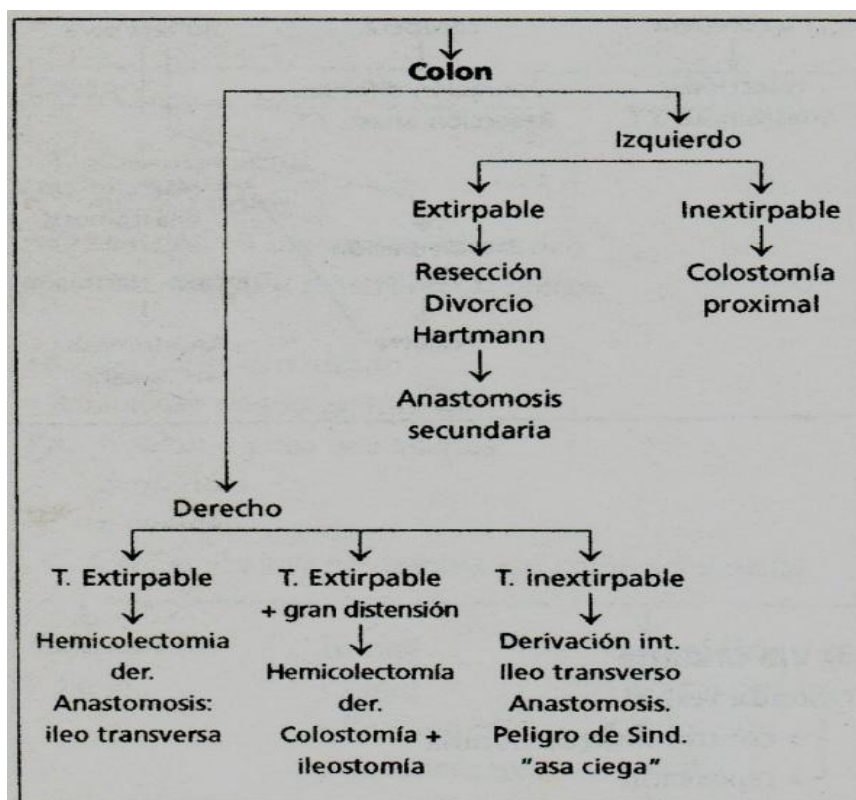 Colon
Izquierdo
Extirpable
Inextirpable
Resección
Divorcio
Hartmann
Colostomía
proximal
Anastomosis
secundaria
Derecho
T. Extirpable
T. Extirpable
+ gran distensión
T. inextirpable
Hemicolectomia
der.
Anastomosis:
ileo transversa
Hemicolectomía
der.
Colostomía +
ileostomía
Derivación int.
Ileo transverso
Anastomosis.
Peligro de Sind.
"asa ciega"